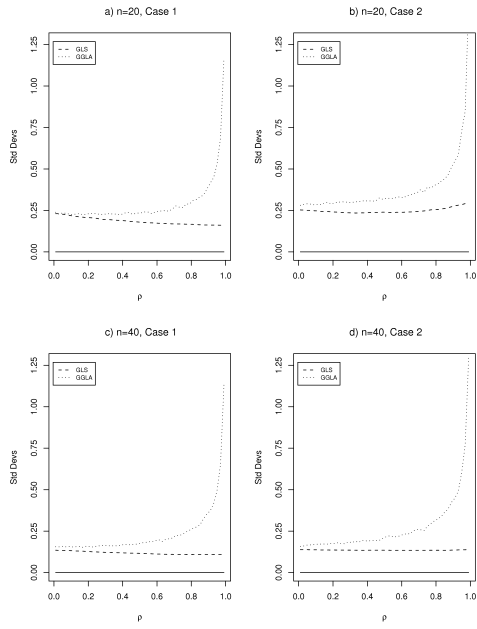 a) n=20, Case 1
GLS
GGLA
Std Devs
1.25
1.00
0.75
0.50
0.25
0.00
0.0 0.2 0.4 0.6 0.8 1.0
ρ
b) n=20, Case 2
GLS
GGLA
Std Devs
1.25
1.00
0.75
0.50
0.25
0.00
0.0 0.2 0.4 0.6 0.8 1.0
ρ
c) n=40, Case 1
GLS
GGLA
Std Devs
1.25
1.00
0.75
0.50
0.25
0.00
0.0 0.2 0.4 0.6 0.8 1.0
ρ
d) n=40, Case 2
GLS
GGLA
Std Devs
1.25
1.00
0.75
0.50
0.25
0.00
0.0 0.2 0.4 0.6 0.8 1.0
ρ